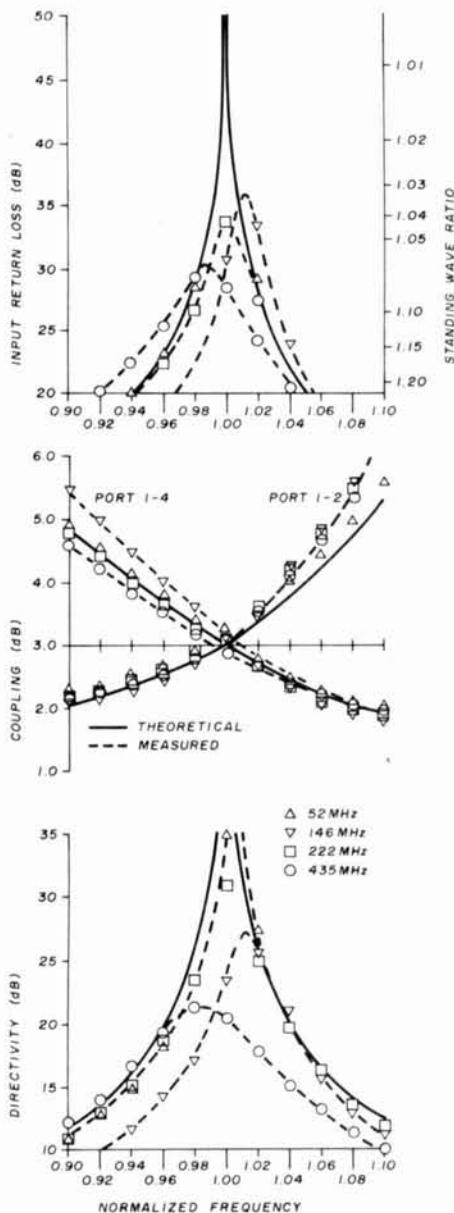 50
45
40
35
30
25
20
INPUT RETURN LOSS (dB)
1.01
1.02
1.03
1.04
1.05
1.10
1.15
1.20
STANDING WAVE RATIO
0.90 0.92 0.94 0.96 0.98 1.00 1.02 1.04 1.06 1.08 1.10
6.0
5.0
4.0
3.0
2.0
1.0
COUPLING (dB)
PORT 1-4
PORT 1-2
THEORETICAL
MEASURED
52 MHz
146 MHz
222 MHz
435 MHz
35
30
25
20
15
10
DIRECTIVITY (dB)
0.90 0.92 0.94 0.96 0.98 1.00 1.02 1.04 1.06 1.08 1.10
NORMALIZED FREQUENCY